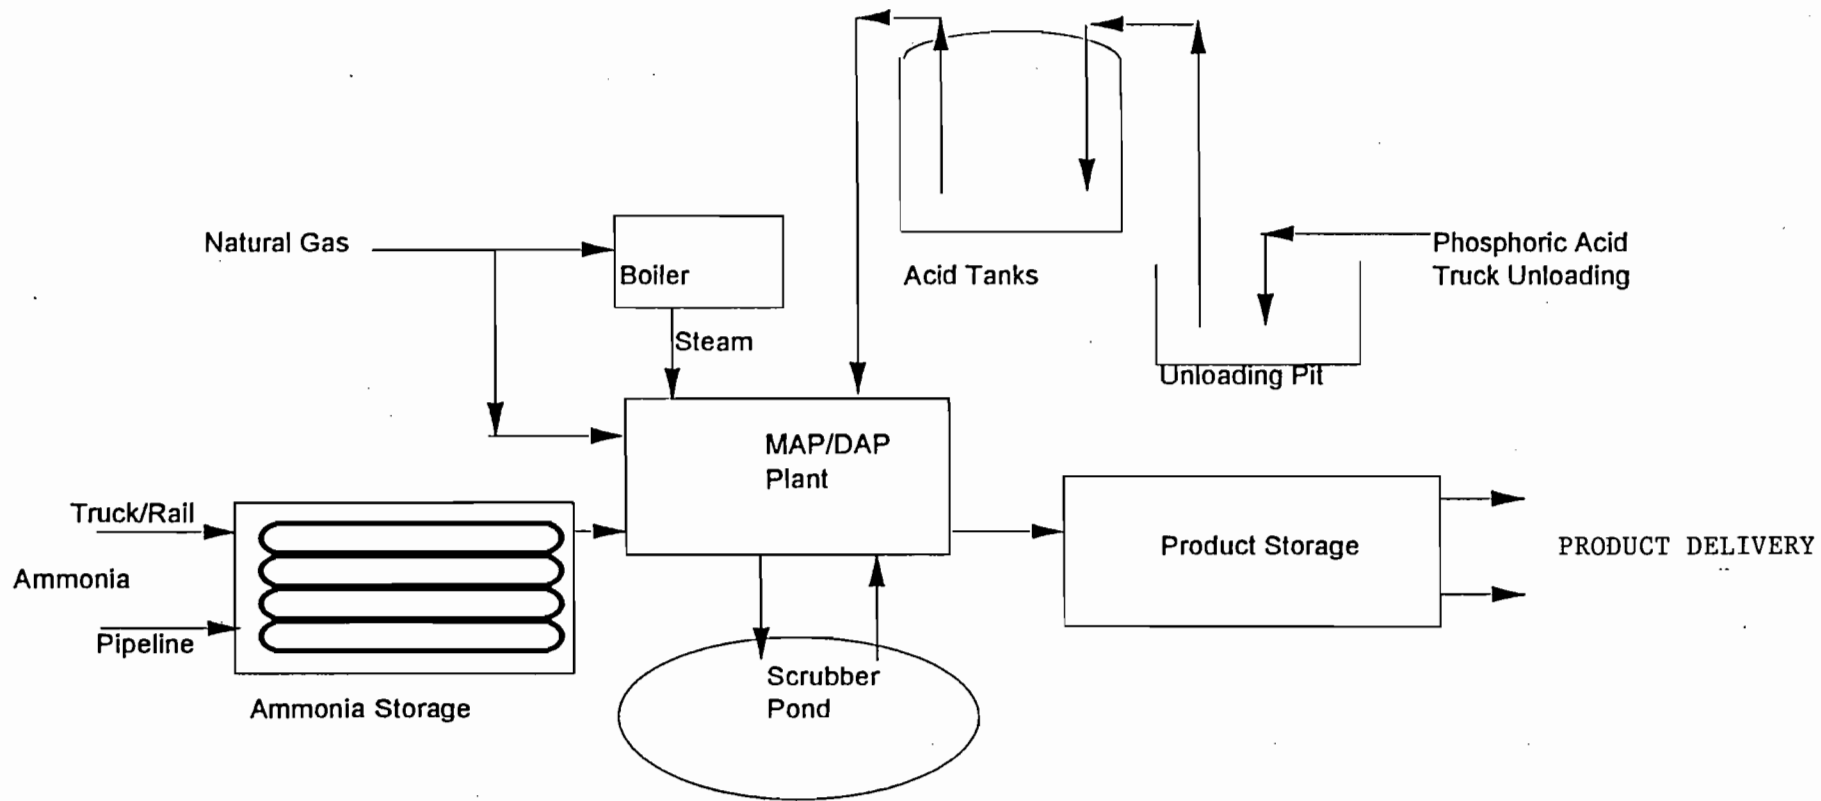 Natural Gas
Boiler
Steam
Acid Tanks
Phosphoric Acid
Truck Unloading
Unloading Pit
MAP/DAP
Plant
Truck/Rail
Ammonia
Pipeline
Ammonia Storage
Scrubber
Pond
Product Storage
PRODUCT DELIVERY